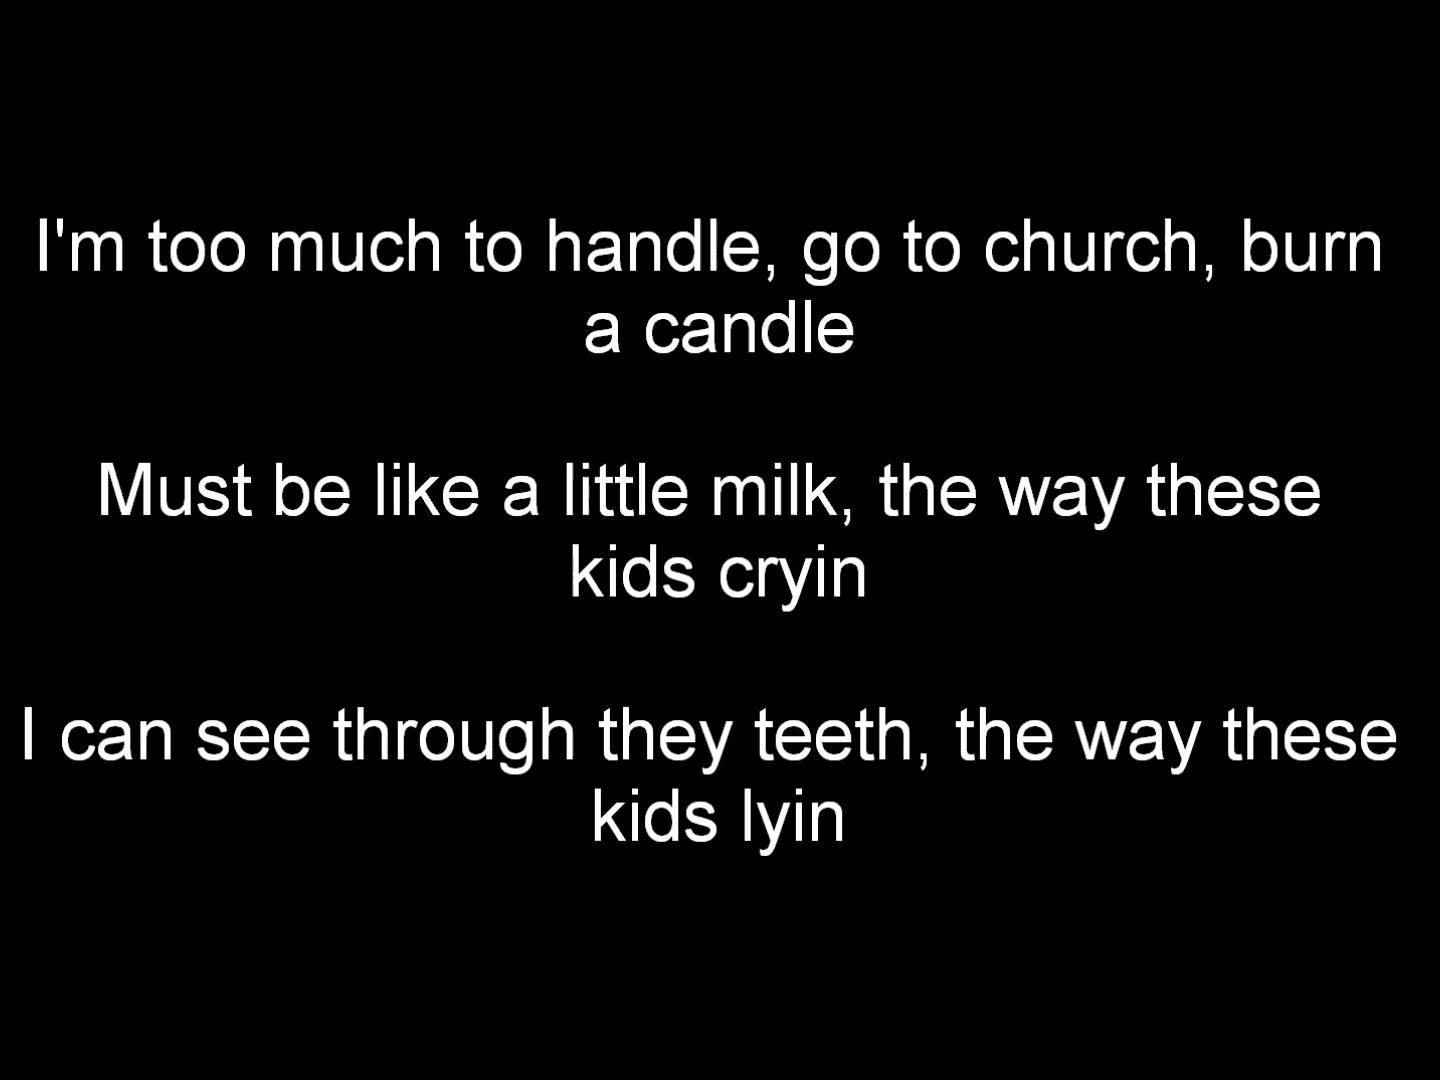 I'm too much to handle, go to church, burn
a candle
Must be like a little milk, the way these
kids cryin
I can see through they teeth, the way these
kids lyin